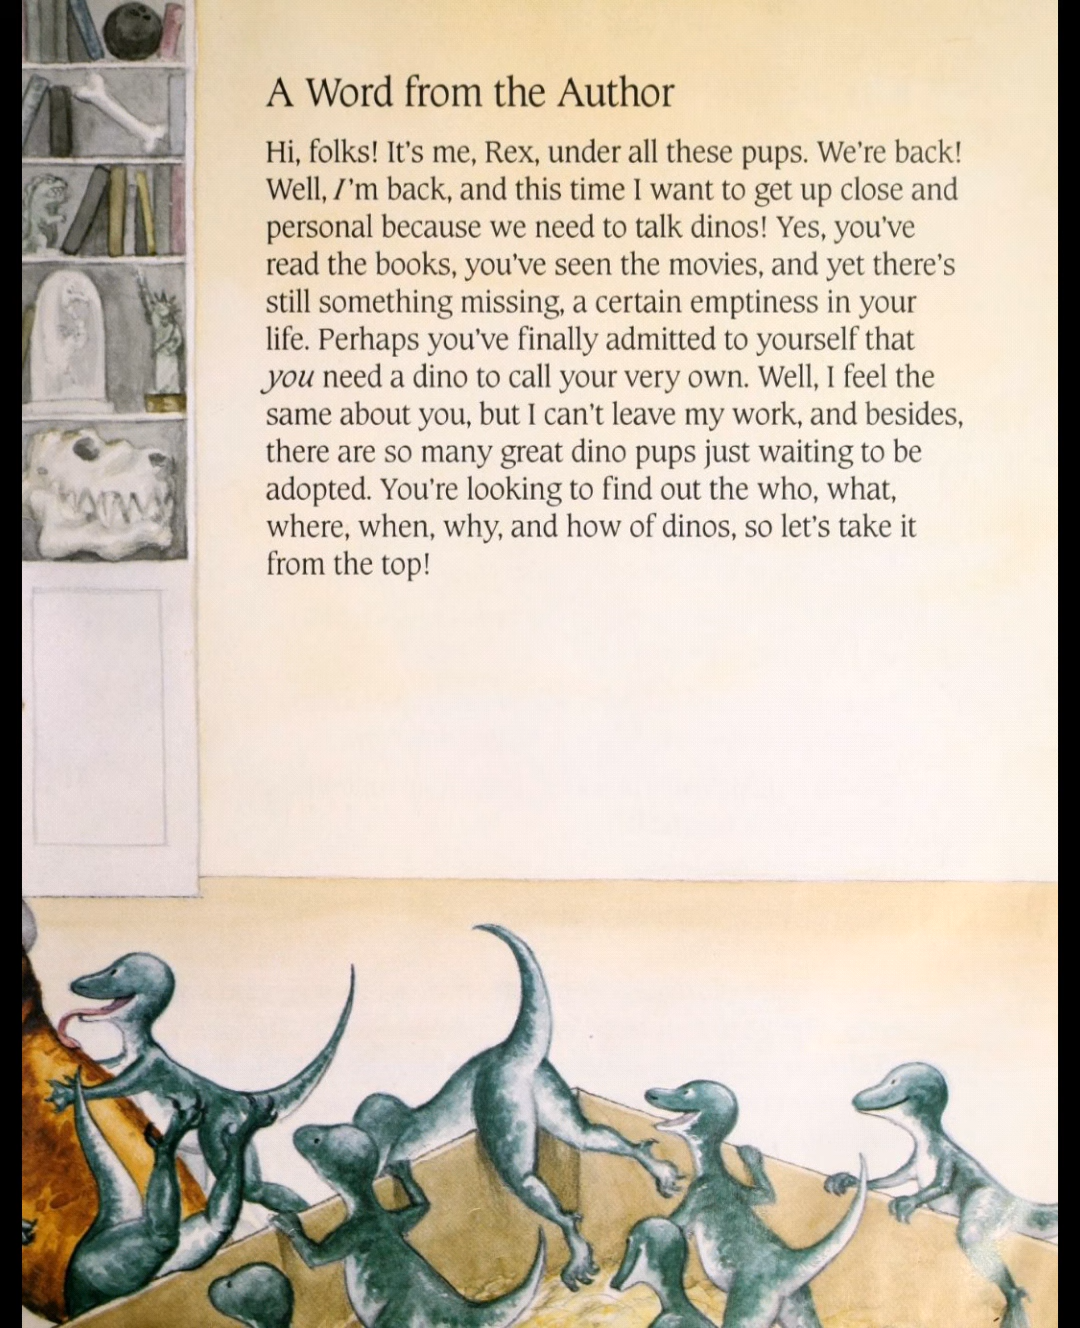 A Word from the Author
Hi, folks! It's me, Rex, under all these pups. We're back!
Well, I'm back, and this time I want to get up close and
personal because we need to talk dinos! Yes, you've
read the books, you've seen the movies, and yet there's
still something missing, a certain emptiness in your
life. Perhaps you've finally admitted to yourself that
you need a dino to call your very own. Well, I feel the
same about you, but I can't leave my work, and besides,
there are so many great dino pups just waiting to be
adopted. You're looking to find out the who, what,
where, when, why, and how of dinos, so let's take it
from the top!